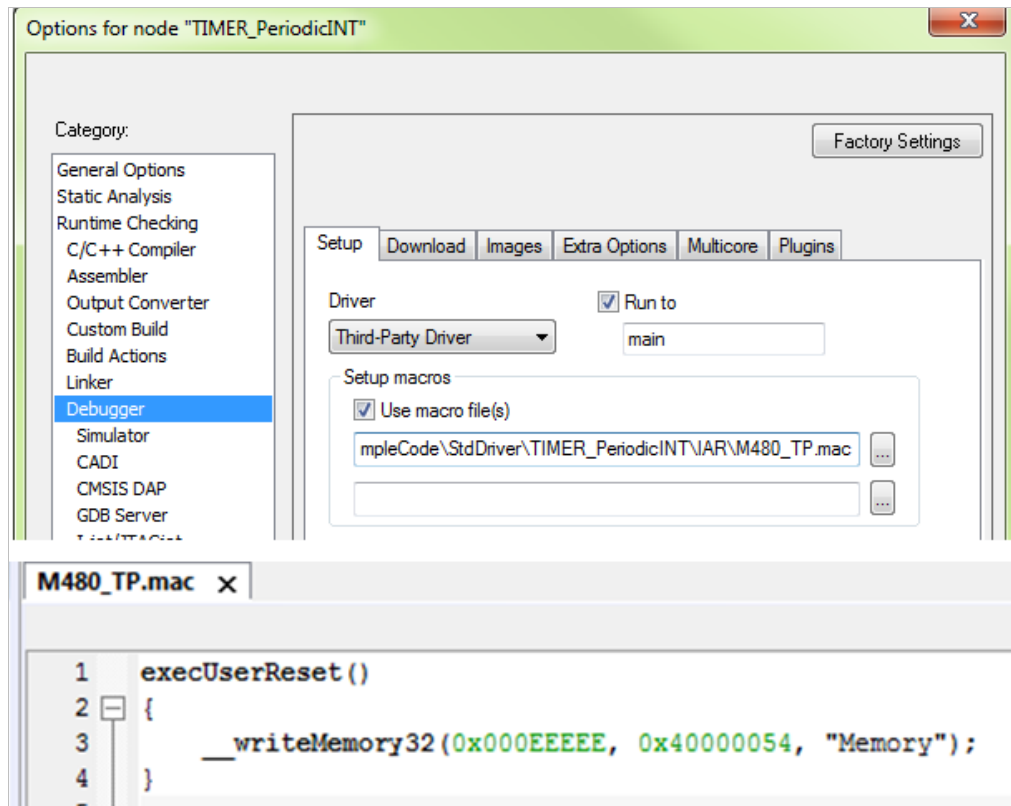 Options for node "TIMER_PeriodicINT"
Category:
Factory Settings
General Options
Static Analysis
Runtime Checking
C/C++ Compiler
Assembler
Output Converter
Custom Build
Build Actions
Linker
Debugger
Simulator
CADI
CMSIS DAP
GDB Server
Setup Download Images Extra Options Multicore Plugins
Driver
Run to
Third-Party Driver
main
Setup macros
Use macro file(s)
mpleCode\StdDriver\TIMER_PeriodicINT\IAR\M480_TP.mac
...
...
M480_TP.mac x
1 execUserReset()
2 {
3 __writeMemory32(0x000EEEEE, 0x40000054, "Memory");
4 }